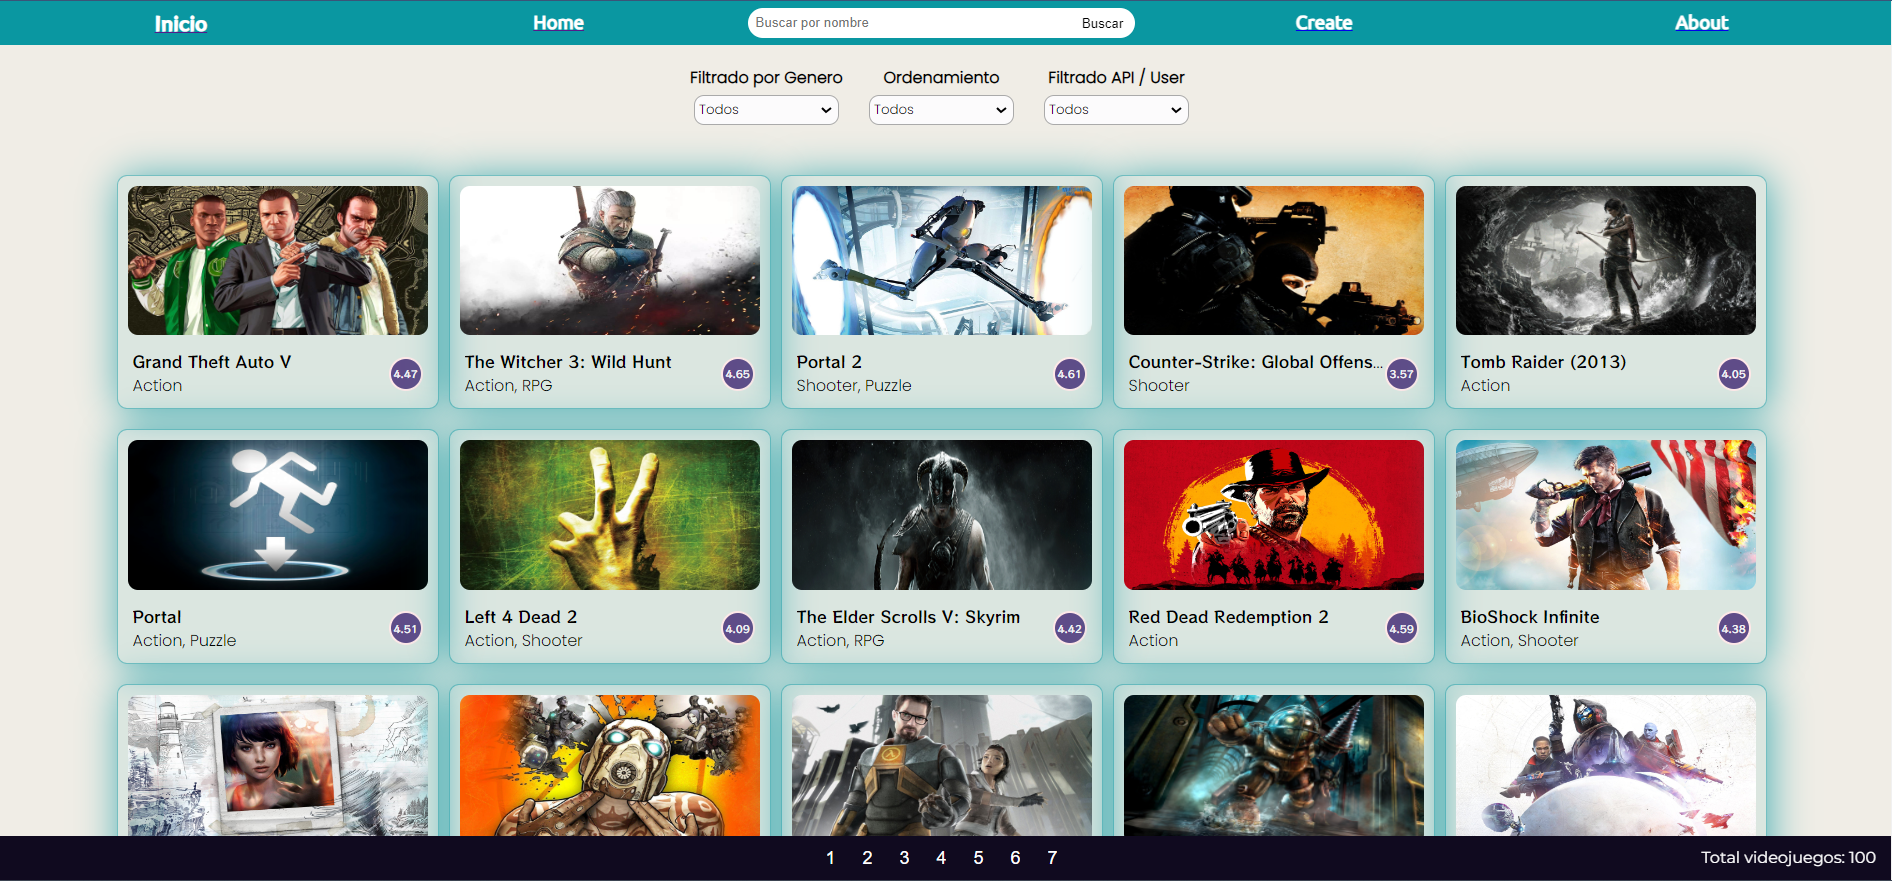 Inicio
Home
Buscar por nombre
Buscar
Create
About
Filtrado por Genero
Ordenamiento
Filtrado API / User
Todos
Todos
Todos
Grand Theft Auto V
Action
4.47
The Witcher 3: Wild Hunt
Action, RPG
4.65
Portal 2
Shooter, Puzzle
4.61
Counter-Strike: Global Offens...
Shooter
3.57
Tomb Raider (2013)
Action
4.05
Portal
Action, Puzzle
4.51
Left 4 Dead 2
Action, Shooter
4.09
The Elder Scrolls V: Skyrim
Action, RPG
4.42
Red Dead Redemption 2
Action
4.59
BioShock Infinite
Action, Shooter
4.38
1 2 3 4 5 6 7
Total videojuegos: 100